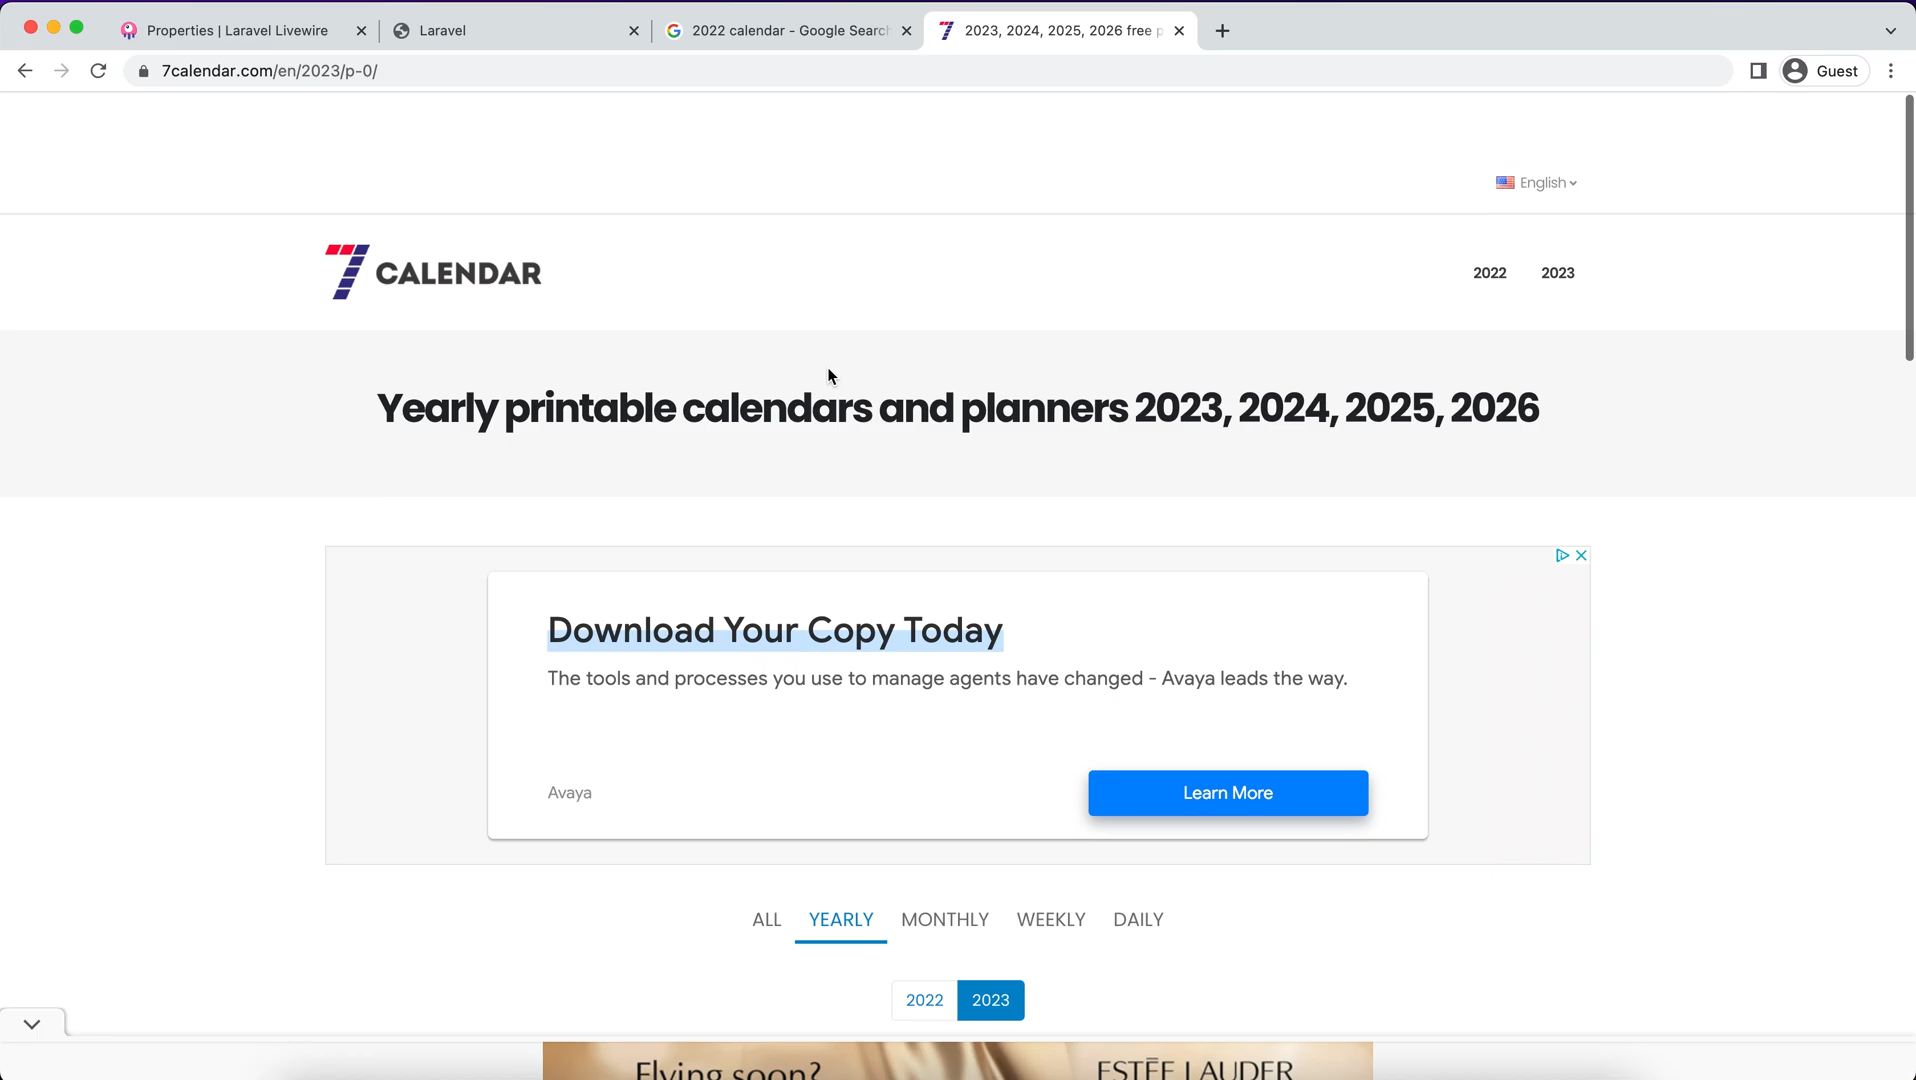 Properties | Laravel Livewire
Laravel
2022 calendar - Google Search
2023, 2024, 2025, 2026 free p
7calendar.com/en/2023/p-0/
Guest
English
7 CALENDAR
2022 2023
Yearly printable calendars and planners 2023, 2024, 2025, 2026
Download Your Copy Today
The tools and processes you use to manage agents have changed - Avaya leads the way.
Avaya
Learn More
ALL YEARLY MONTHLY WEEKLY DAILY
2022 2023
Flying soon?
ESTĒE LAUDER